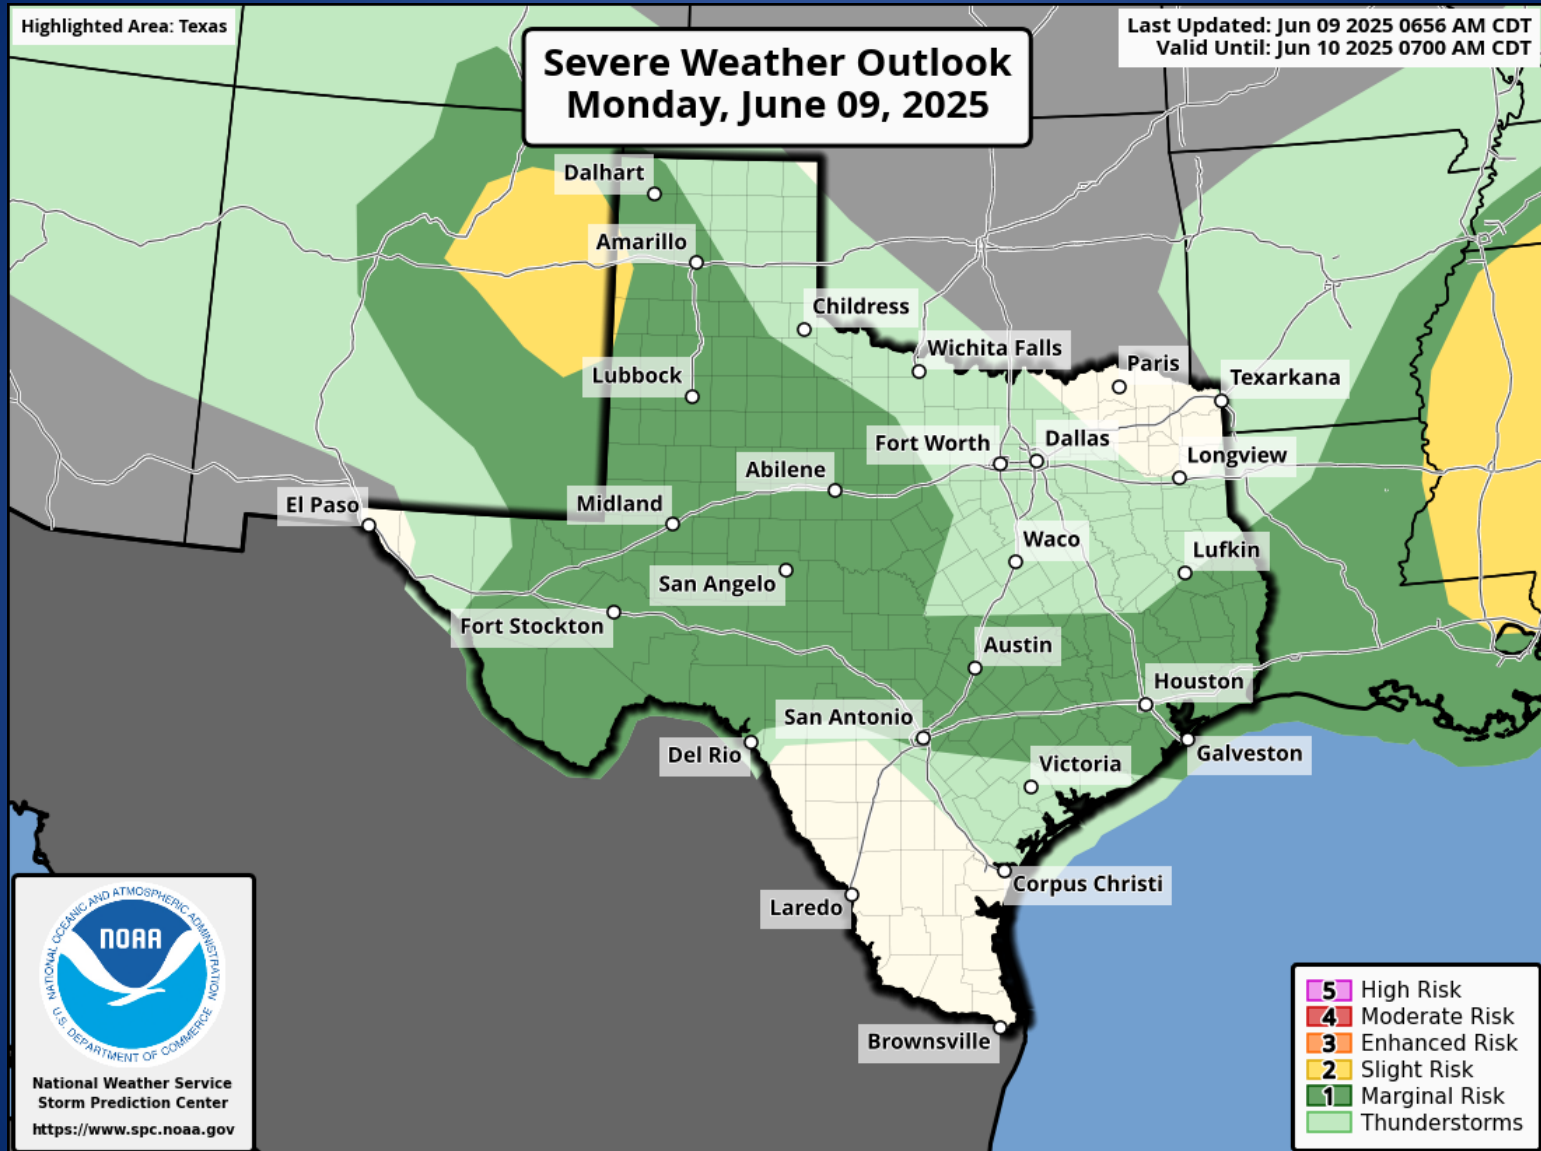 Highlighted Area: Texas
Severe Weather Outlook
Monday, June 09, 2025
Last Updated: Jun 09 2025 0656 AM CDT
Valid Until: Jun 10 2025 0700 AM CDT
Dalhart
Amarillo
Childress
Wichita Falls
Paris
Texarkana
Lubbock
Fort Worth
Dallas
Longview
Abilene
El Paso
Midland
Waco
Lufkin
San Angelo
Fort Stockton
Austin
Houston
San Antonio
Del Rio
Galveston
Victoria
Corpus Christi
Laredo
Brownsville
NATIONAL OCEANIC AND ATMOSPHERIC ADMINISTRATION
NOAA
U.S. DEPARTMENT OF COMMERCE
National Weather Service
Storm Prediction Center
https://www.spc.noaa.gov
5 High Risk
4 Moderate Risk
3 Enhanced Risk
2 Slight Risk
1 Marginal Risk
Thunderstorms